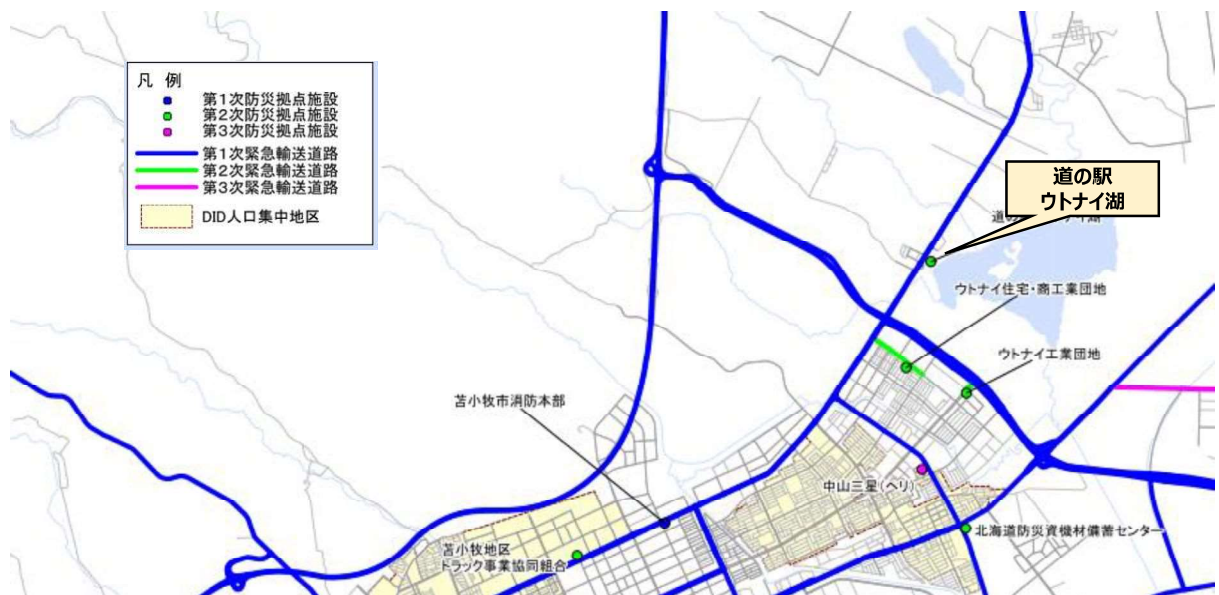 凡 例
第1次防災拠点施設
第2次防災拠点施設
第3次防災拠点施設
第1次緊急輸送道路
第2次緊急輸送道路
第3次緊急輸送道路
DID人口集中地区
道の駅
ウトナイ湖
ウトナイ住宅・商工業団地
ウトナイ工業団地
苫小牧市消防本部
中山三星(ヘリ)
北海道防災資機材備蓄センター
苫小牧地区
トラック事業協同組合